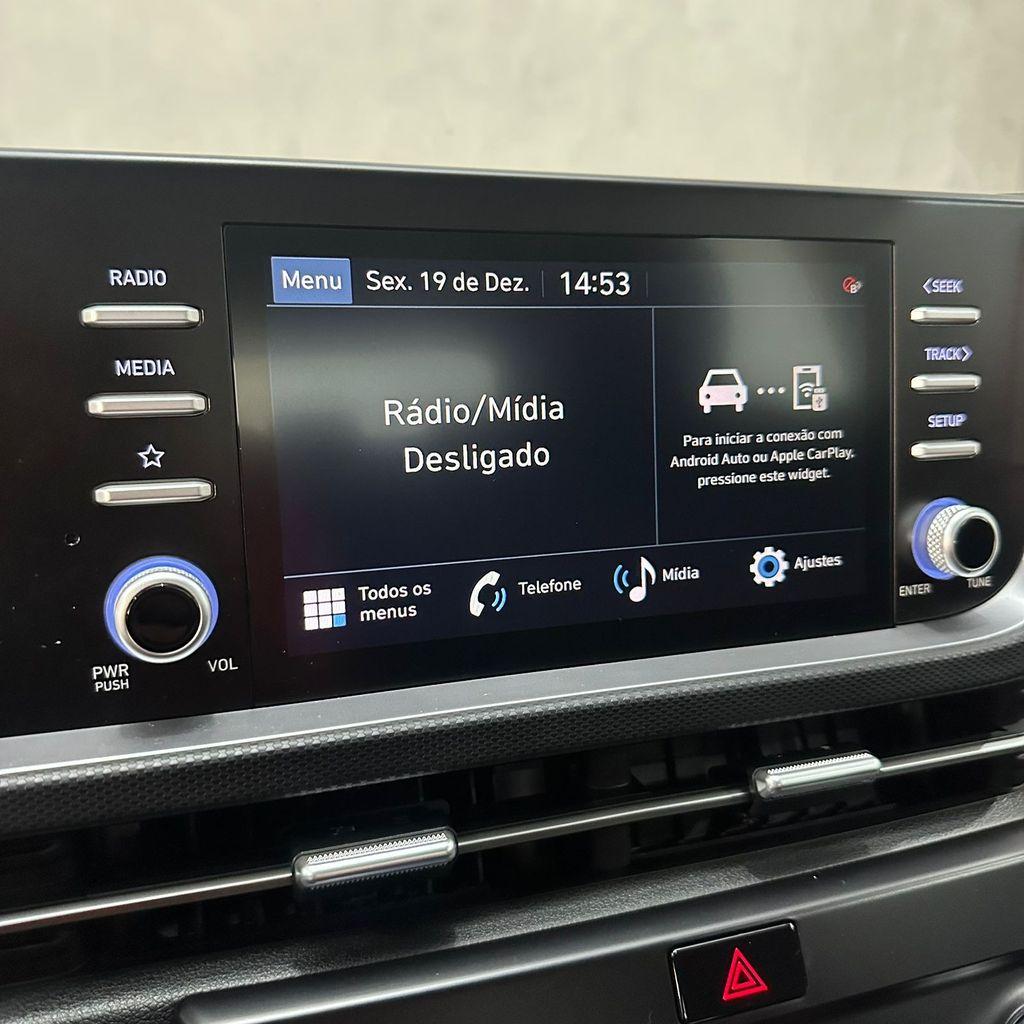 RADIO
MEDIA
PWR
PUSH
VOL
Menu
Sex. 19 de Dez.
14:53
Rádio/Mídia
Desligado
Para iniciar a conexão com
Android Auto ou Apple CarPlay,
pressione este widget.
Todos os
menus
Telefone
Mídia
Ajustes
<SEEK
TRACK>
SETUP
ENTER
TUNE